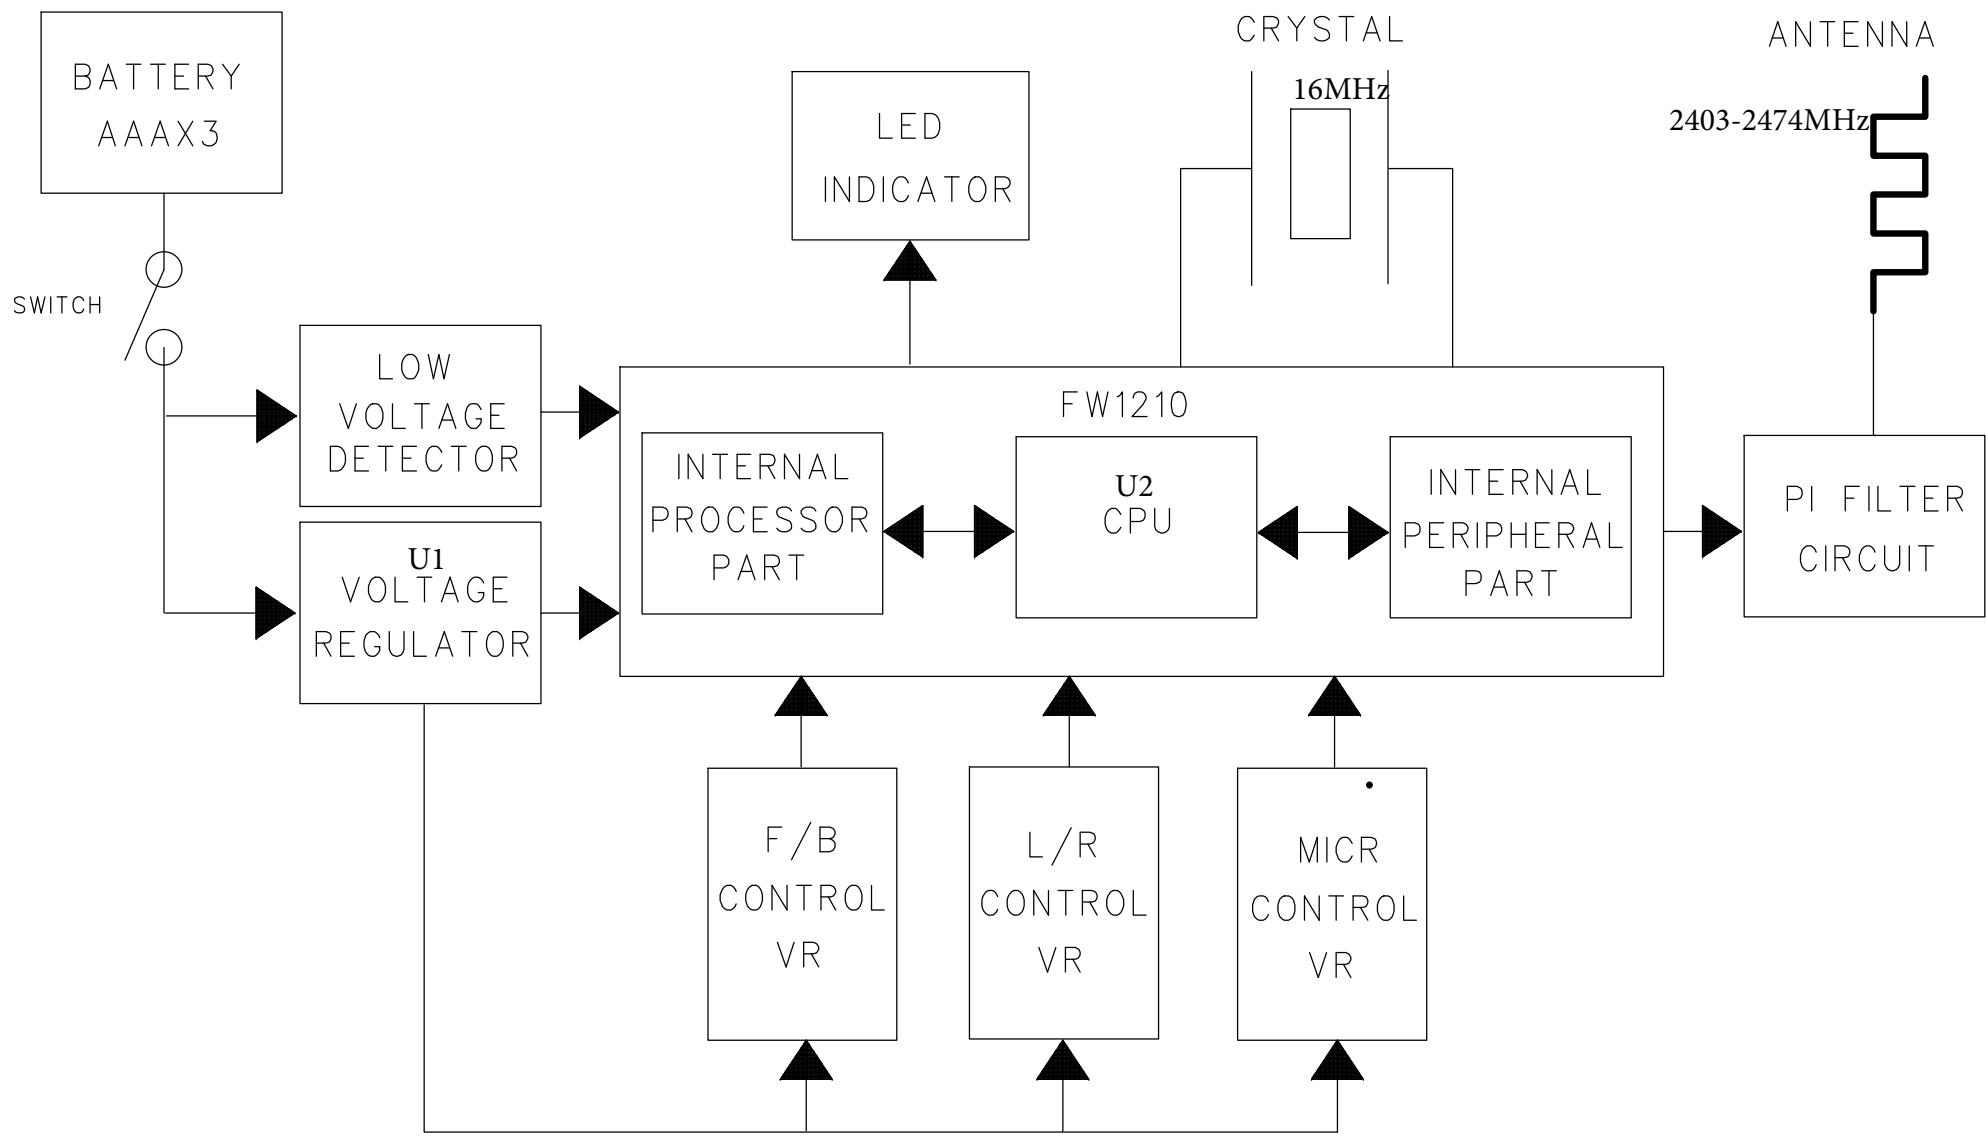 BATTERY
AAAX3
SWITCH
LED
INDICATOR
CRYSTAL
16MHz
ANTENNA
2403-2474MHz
LOW
VOLTAGE
DETECTOR
U1
VOLTAGE
REGULATOR
FW1210
INTERNAL
PROCESSOR
PART
U2
CPU
INTERNAL
PERIPHERAL
PART
PI FILTER
CIRCUIT
F/B
CONTROL
VR
L/R
CONTROL
VR
MICR
CONTROL
VR